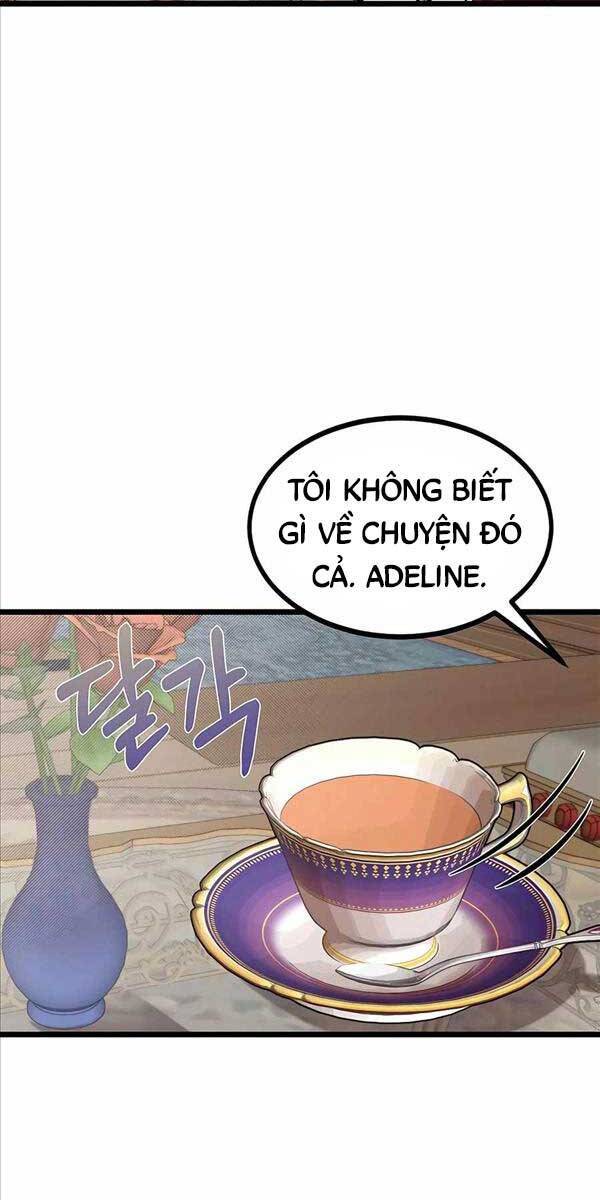 TÔI KHÔNG BIẾT
GÌ VỀ CHUYỆN ĐÓ
CẢ. ADELINE.
달각